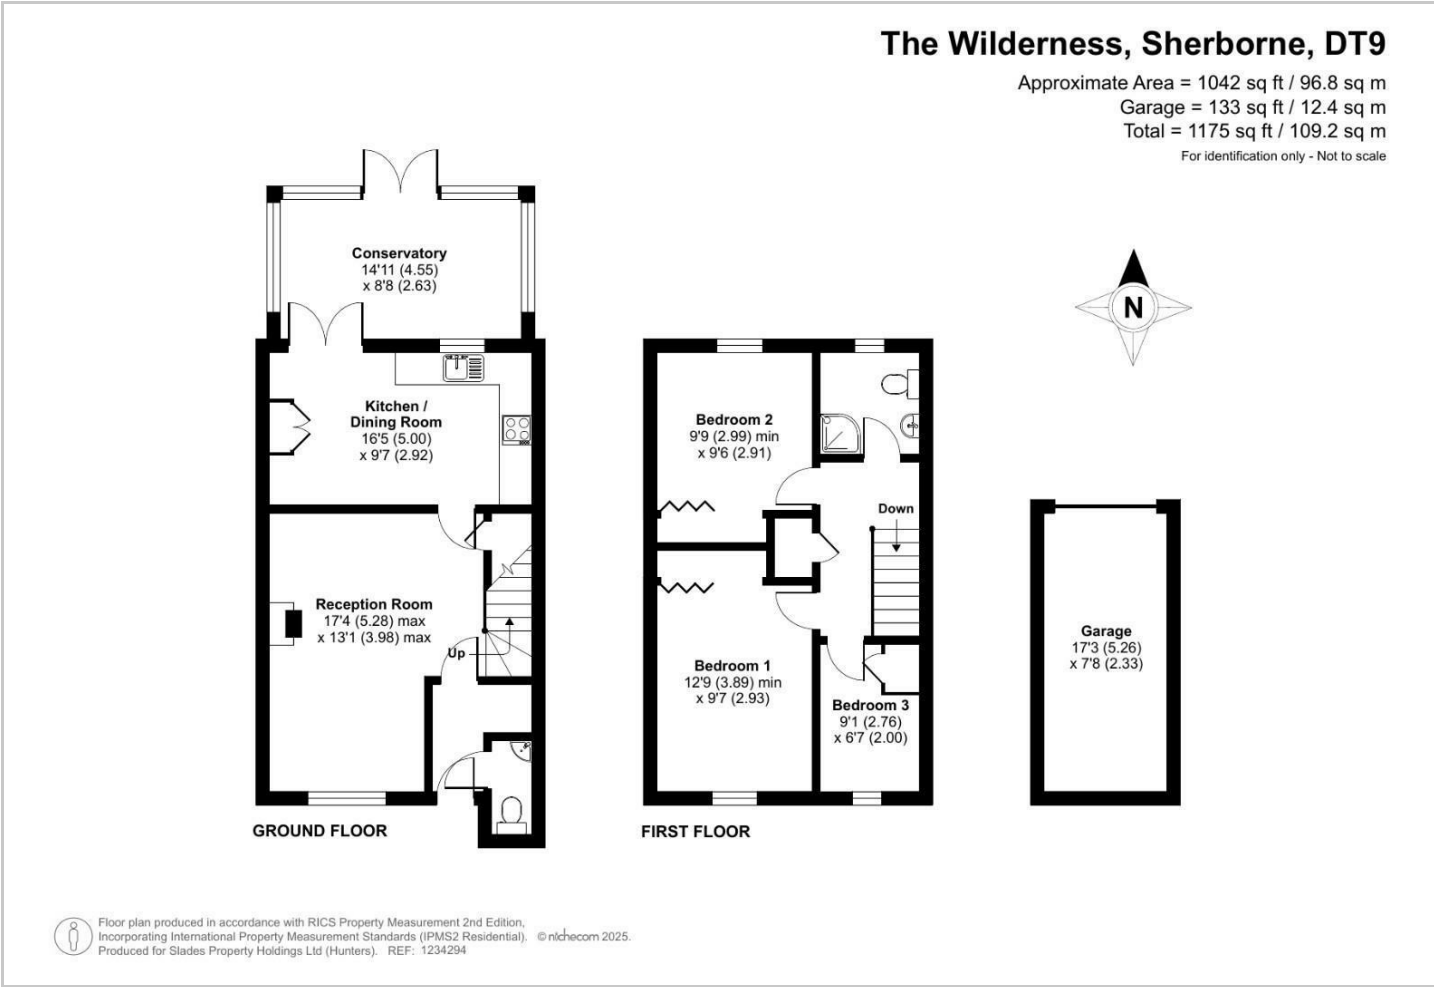 The Wilderness, Sherborne, DT9
Approximate Area = 1042 sq ft / 96.8 sq m
Garage = 133 sq ft / 12.4 sq m
Total = 1175 sq ft / 109.2 sq m
For identification only - Not to scale
N
Conservatory
14'11 (4.55)
x 8'8 (2.63)
Kitchen /
Dining Room
16'5 (5.00)
x 9'7 (2.92)
Reception Room
17'4 (5.28) max
x 13'1 (3.98) max
Up
GROUND FLOOR
Bedroom 2
9'9 (2.99) min
x 9'6 (2.91)
Down
Bedroom 1
12'9 (3.89) min
x 9'7 (2.93)
Bedroom 3
9'1 (2.76)
x 6'7 (2.00)
FIRST FLOOR
Garage
17'3 (5.26)
x 7'8 (2.33)
Floor plan produced in accordance with RICS Property Measurement 2nd Edition,
Incorporating International Property Measurement Standards (IPMS2 Residential). ©nichecom 2025.
Produced for Slades Property Holdings Ltd (Hunters). REF: 1234294